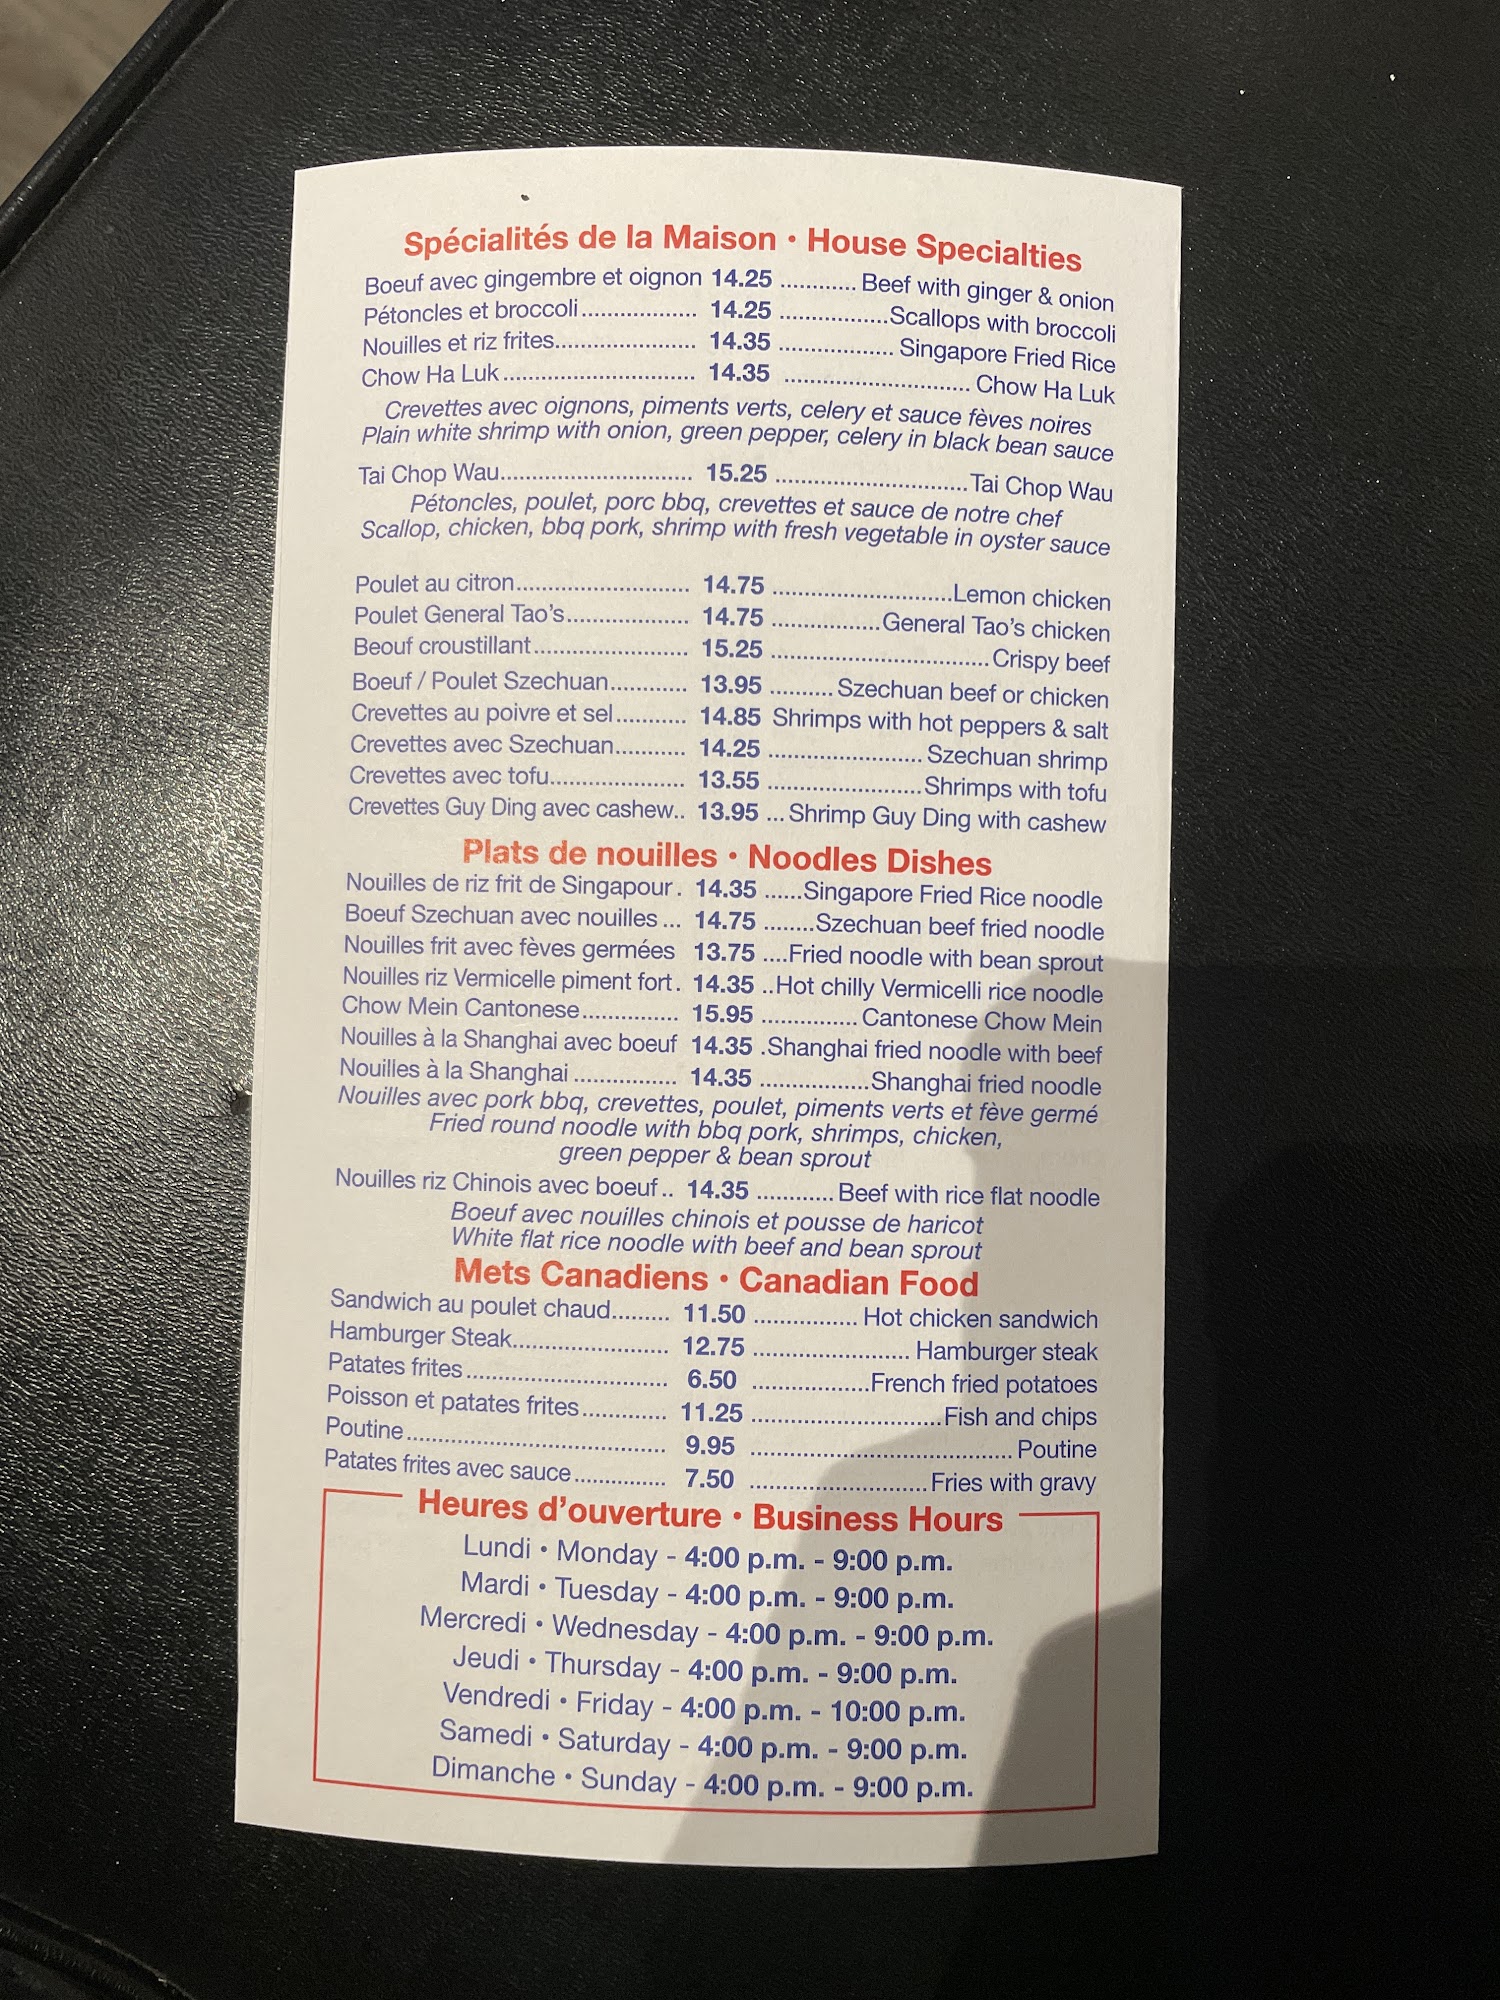 Spécialités de la Maison • House Specialties
Boeuf avec gingembre et oignon 14.25 ............ Beef with ginger & onion
Pétoncles et broccoli.................. 14.25 .................Scallops with broccoli
Nouilles et riz frites...................... 14.35 .................. Singapore Fried Rice
Chow Ha Luk.............................. 14.35 ............................. Chow Ha Luk
Crevettes avec oignons, piments verts, celery et sauce fèves noires
Plain white shrimp with onion, green pepper, celery in black bean sauce
Tai Chop Wau.............................. 15.25 ..............................Tai Chop Wau
Pétoncles, poulet, porc bbq, crevettes et sauce de notre chef
Scallop, chicken, bbq pork, shrimp with fresh vegetable in oyster sauce
Poulet au citron........................... 14.75 ............................Lemon chicken
Poulet General Tao's................... 14.75 .................General Tao's chicken
Beouf croustillant........................ 15.25 ..................................Crispy beef
Boeuf / Poulet Szechuan............ 13.95 .......... Szechuan beef or chicken
Crevettes au poivre et sel........... 14.85 Shrimps with hot peppers & salt
Crevettes avec Szechuan........... 14.25 ........................ Szechuan shrimp
Crevettes avec tofu..................... 13.55 ........................Shrimps with tofu
Crevettes Guy Ding avec cashew.. 13.95 ... Shrimp Guy Ding with cashew
Plats de nouilles • Noodles Dishes
Nouilles de riz frit de Singapour. 14.35 ......Singapore Fried Rice noodle
Boeuf Szechuan avec nouilles ... 14.75 ........Szechuan beef fried noodle
Nouilles frit avec fèves germées 13.75 ....Fried noodle with bean sprout
Nouilles riz Vermicelle piment fort. 14.35 ..Hot chilly Vermicelli rice noodle
Chow Mein Cantonese............... 15.95 ............... Cantonese Chow Mein
Nouilles à la Shanghai avec boeuf 14.35 .Shanghai fried noodle with beef
Nouilles à la Shanghai ................ 14.35 .................Shanghai fried noodle
Nouilles avec pork bbq, crevettes, poulet, piments verts et fève germé
Fried round noodle with bbq pork, shrimps, chicken,
green pepper & bean sprout
Nouilles riz Chinois avec boeuf.. 14.35 ............ Beef with rice flat noodle
Boeuf avec nouilles chinois et pousse de haricot
White flat rice noodle with beef and bean sprout
Mets Canadiens • Canadian Food
Sandwich au poulet chaud......... 11.50 ................ Hot chicken sandwich
Hamburger Steak........................ 12.75 ........................ Hamburger steak
Patates frites............................... 6.50 ..................French fried potatoes
Poisson et patates frites............. 11.25 .............................Fish and chips
Poutine........................................ 9.95 ........................................ Poutine
Patates frites avec sauce.............. 7.50 ...........................Fries with gravy
Heures d'ouverture • Business Hours
Lundi • Monday - 4:00 p.m. - 9:00 p.m.
Mardi • Tuesday - 4:00 p.m. - 9:00 p.m.
Mercredi • Wednesday - 4:00 p.m. - 9:00 p.m.
Jeudi • Thursday - 4:00 p.m. - 9:00 p.m.
Vendredi • Friday - 4:00 p.m. - 10:00 p.m.
Samedi • Saturday - 4:00 p.m. - 9:00 p.m.
Dimanche • Sunday - 4:00 p.m. - 9:00 p.m.